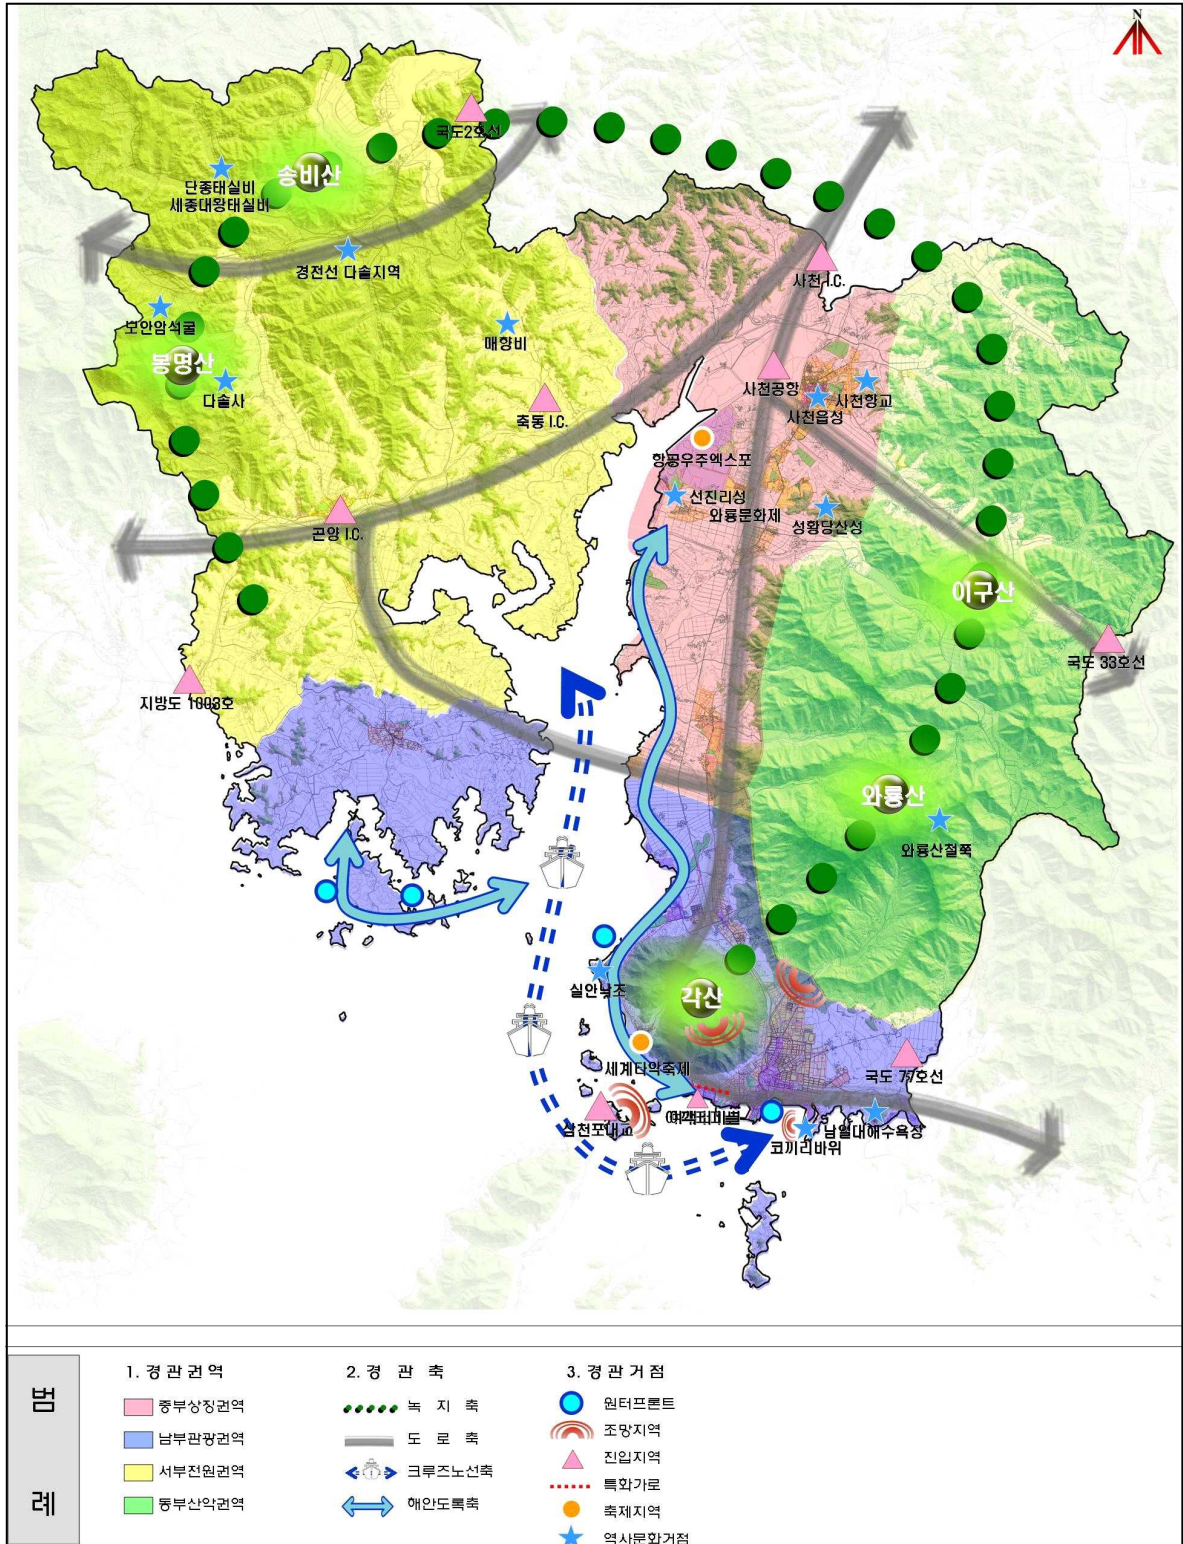 N
국도2호선
송비산
단종태실비
세종대왕태실비
경전선 다솔지역
사천 I.C.
보안암석굴
매향비
봉명산
다솔사
사천공항
사천향교
사천읍성
축동 I.C.
항공우주엑스포
선진리성
와룡문화제
성황당산성
곤양 I.C.
이구산
국도 33호선
지방도 1003호
와룡산
와룡산철쭉
실안낙조
각산
세계타악축제
국도 77호선
삼천포대교
남일대해수욕장
코끼리바위
범
례
1. 경관권역
중부상징권역
남부관광권역
서부전원권역
동부산악권역
2. 경 관 축
녹 지 축
도 로 축
크루즈노선축
해안도록축
3. 경관거점
원터프론트
조망지역
진입지역
특화가로
축제지역
역사문화거점